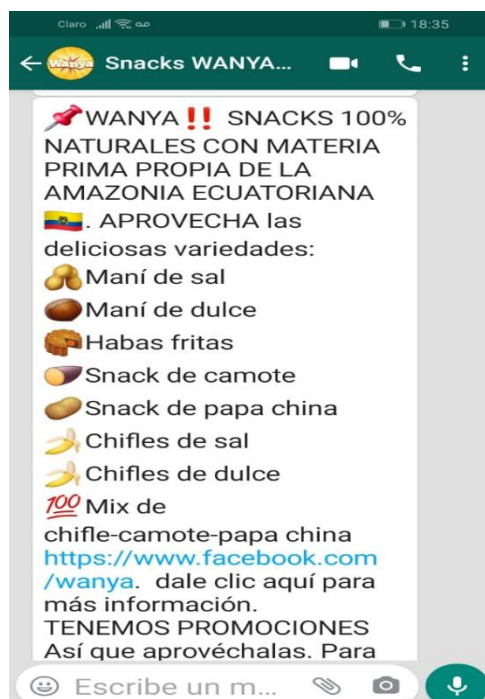 Claro 18:35
Wanya Snacks WANYA...
📌WANYA‼️ SNACKS 100%
NATURALES CON MATERIA
PRIMA PROPIA DE LA
AMAZONIA ECUATORIANA
🇪🇨. APROVECHA las
deliciosas variedades:
🥜Maní de sal
🌰Maní de dulce
🥮Habas fritas
🍠Snack de camote
🥔Snack de papa china
🍌Chifles de sal
🍌Chifles de dulce
💯Mix de
chifle-camote-papa china
https://www.facebook.com
/wanya. dale clic aquí para
más información.
TENEMOS PROMOCIONES
Así que aprovéchalas. Para
Escribe un m...